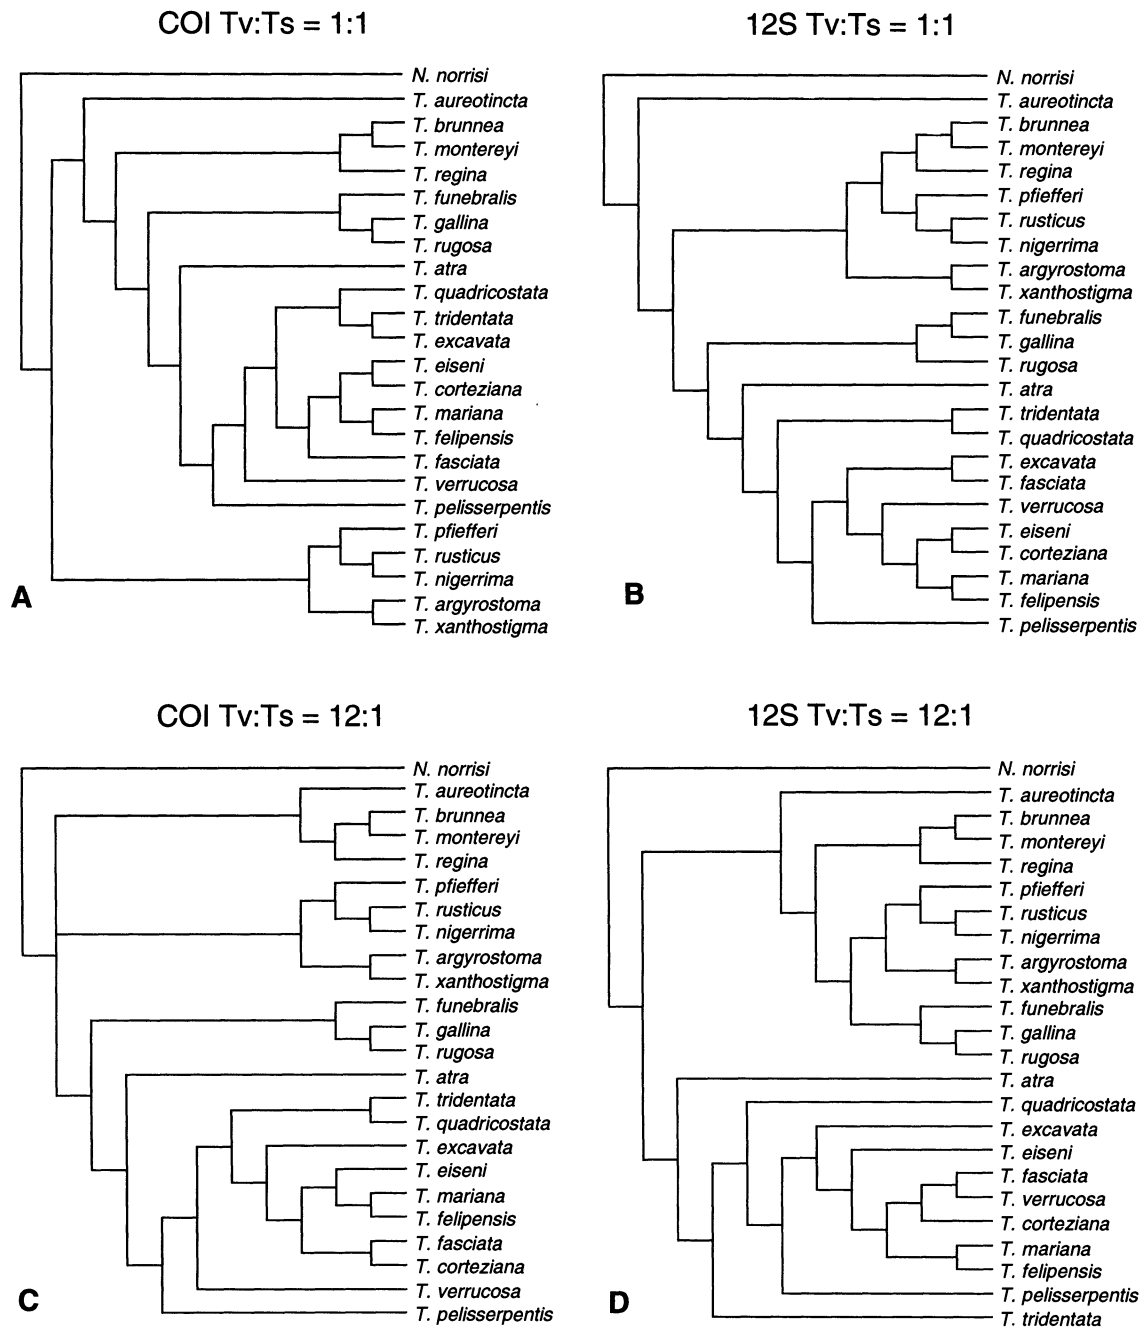 COI Tv:Ts = 1:1
N. norrisi
T. aureotincta
T. brunnea
T. montereyi
T. regina
T. funebralis
T. gallina
T. rugosa
T. atra
T. quadricostata
T. tridentata
T. excavata
T. eiseni
T. corteziana
T. mariana
T. felipensis
T. fasciata
T. verrucosa
T. pelisserpentis
T. pfiefferi
T. rusticus
T. nigerrima
T. argyrostoma
T. xanthostigma
A
12S Tv:Ts = 1:1
N. norrisi
T. aureotincta
T. brunnea
T. montereyi
T. regina
T. pfiefferi
T. rusticus
T. nigerrima
T. argyrostoma
T. xanthostigma
T. funebralis
T. gallina
T. rugosa
T. atra
T. tridentata
T. quadricostata
T. excavata
T. fasciata
T. verrucosa
T. eiseni
T. corteziana
T. mariana
T. felipensis
T. pelisserpentis
B
COI Tv:Ts = 12:1
N. norrisi
T. aureotincta
T. brunnea
T. montereyi
T. regina
T. pfiefferi
T. rusticus
T. nigerrima
T. argyrostoma
T. xanthostigma
T. funebralis
T. gallina
T. rugosa
T. atra
T. tridentata
T. quadricostata
T. excavata
T. eiseni
T. mariana
T. felipensis
T. fasciata
T. corteziana
T. verrucosa
T. pelisserpentis
C
12S Tv:Ts = 12:1
N. norrisi
T. aureotincta
T. brunnea
T. montereyi
T. regina
T. pfiefferi
T. rusticus
T. nigerrima
T. argyrostoma
T. xanthostigma
T. funebralis
T. gallina
T. rugosa
T. atra
T. quadricostata
T. excavata
T. eiseni
T. fasciata
T. verrucosa
T. corteziana
T. mariana
T. felipensis
T. pelisserpentis
T. tridentata
D